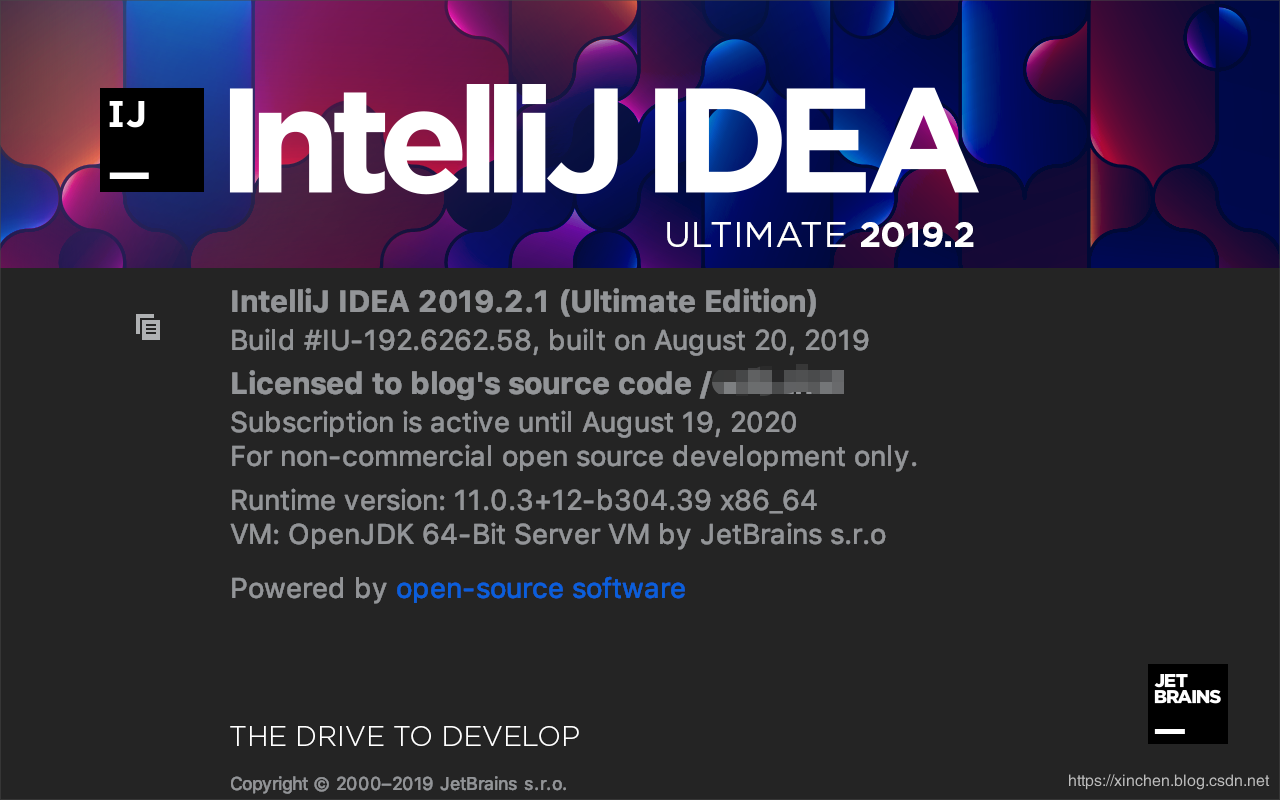 IJ
IntelliJ IDEA
ULTIMATE 2019.2
IntelliJ IDEA 2019.2.1 (Ultimate Edition)
Build #IU-192.6262.58, built on August 20, 2019
Licensed to blog's source code /
Subscription is active until August 19, 2020
For non-commercial open source development only.
Runtime version: 11.0.3+12-b304.39 x86_64
VM: OpenJDK 64-Bit Server VM by JetBrains s.r.o
Powered by open-source software
JET
BRAINS
THE DRIVE TO DEVELOP
Copyright © 2000–2019 JetBrains s.r.o.
https://xinchen.blog.csdn.net